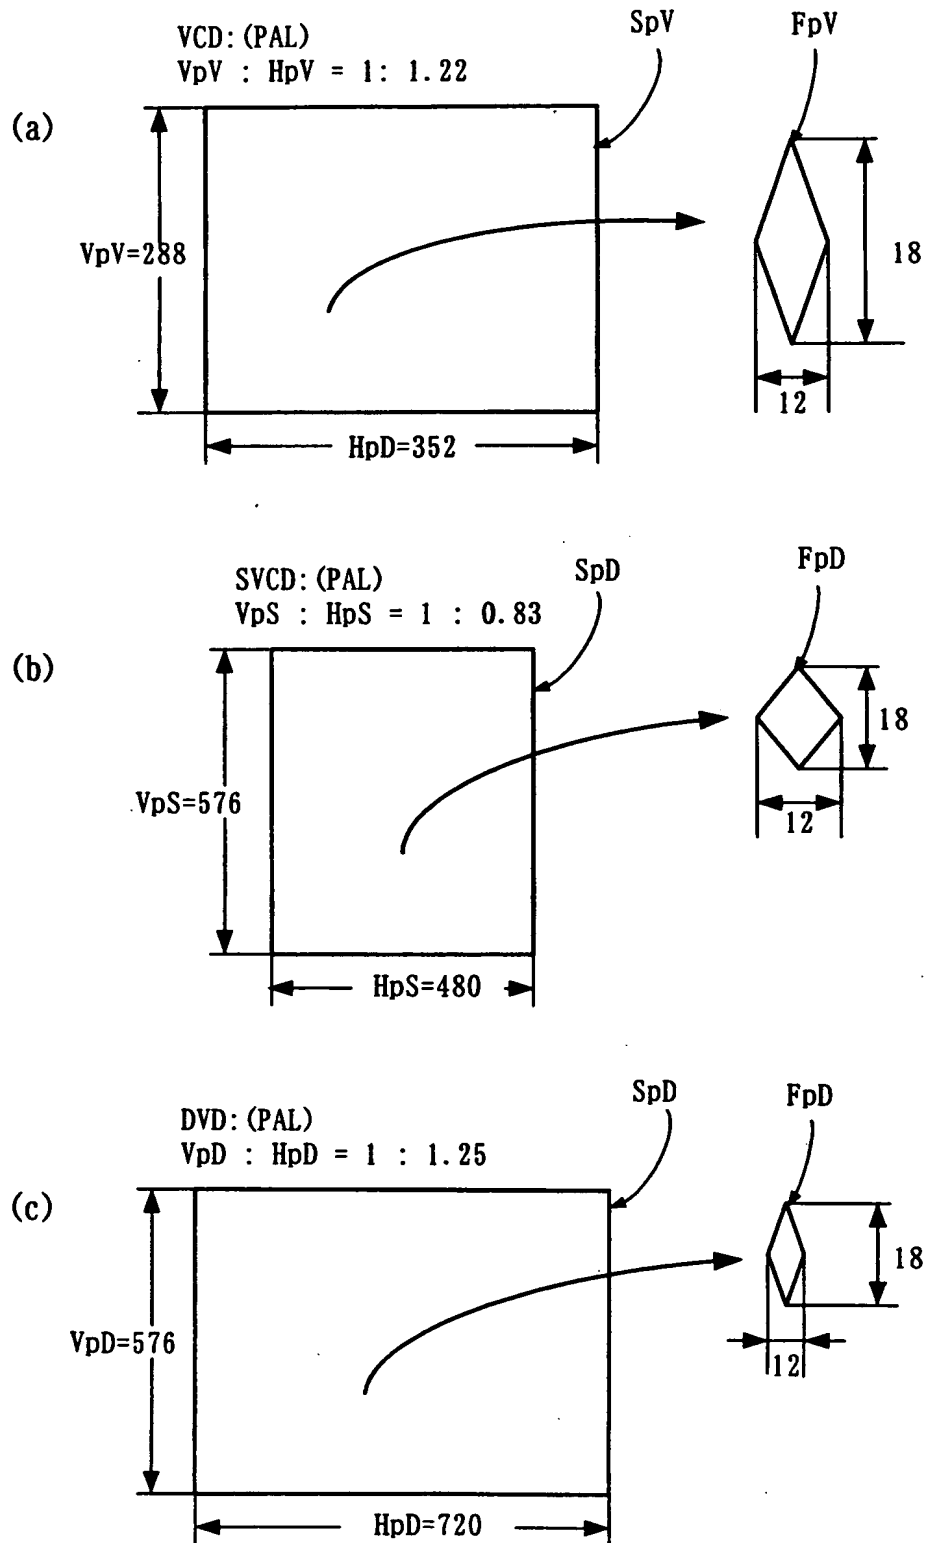 VCD:(PAL)
VpV : HpV = 1: 1.22
SpV
FpV
(a)
VpV=288
18
12
HpD=352
SVCD:(PAL)
VpS : HpS = 1 : 0.83
SpD
FpD
(b)
18
VpS=576
12
HpS=480
DVD:(PAL)
VpD : HpD = 1 : 1.25
SpD
FpD
(c)
18
VpD=576
12
HpD=720